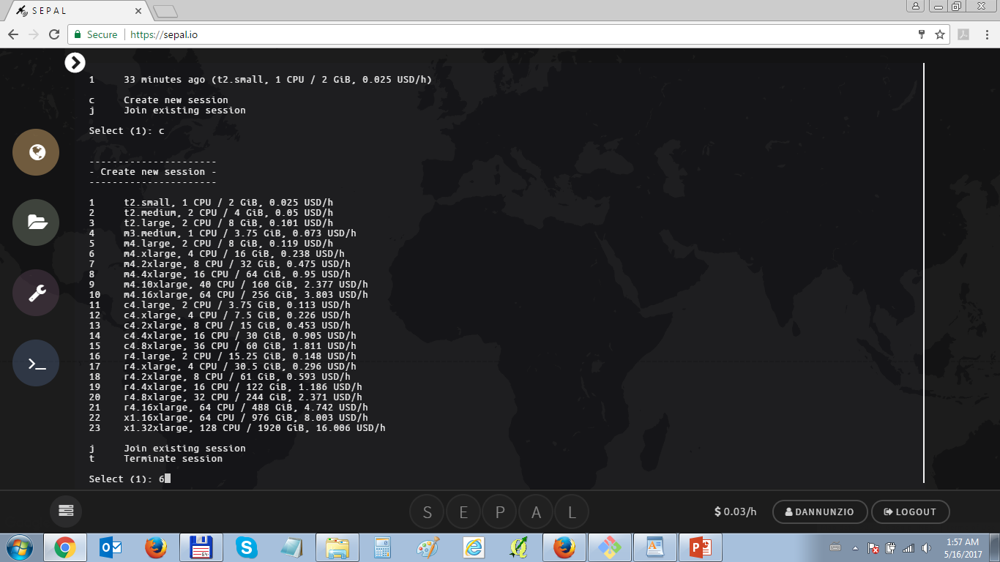 S E P A L
Secure
https://sepal.io
1 33 minutes ago (t2.small, 1 CPU / 2 GiB, 0.025 USD/h)
c Create new session
j Join existing session
Select (1): c
----------------------
- Create new session -
----------------------
1 t2.small, 1 CPU / 2 GiB, 0.025 USD/h
2 t2.medium, 2 CPU / 4 GiB, 0.05 USD/h
3 t2.large, 2 CPU / 8 GiB, 0.101 USD/h
4 m3.medium, 1 CPU / 3.75 GiB, 0.073 USD/h
5 m4.large, 2 CPU / 8 GiB, 0.119 USD/h
6 m4.xlarge, 4 CPU / 16 GiB, 0.238 USD/h
7 m4.2xlarge, 8 CPU / 32 GiB, 0.475 USD/h
8 m4.4xlarge, 16 CPU / 64 GiB, 0.95 USD/h
9 m4.10xlarge, 40 CPU / 160 GiB, 2.377 USD/h
10 m4.16xlarge, 64 CPU / 256 GiB, 3.803 USD/h
11 c4.large, 2 CPU / 3.75 GiB, 0.113 USD/h
12 c4.xlarge, 4 CPU / 7.5 GiB, 0.226 USD/h
13 c4.2xlarge, 8 CPU / 15 GiB, 0.453 USD/h
14 c4.4xlarge, 16 CPU / 30 GiB, 0.905 USD/h
15 c4.8xlarge, 36 CPU / 60 GiB, 1.811 USD/h
16 r4.large, 2 CPU / 15.25 GiB, 0.148 USD/h
17 r4.xlarge, 4 CPU / 30.5 GiB, 0.296 USD/h
18 r4.2xlarge, 8 CPU / 61 GiB, 0.593 USD/h
19 r4.4xlarge, 16 CPU / 122 GiB, 1.186 USD/h
20 r4.8xlarge, 32 CPU / 244 GiB, 2.371 USD/h
21 r4.16xlarge, 64 CPU / 488 GiB, 4.742 USD/h
22 x1.16xlarge, 64 CPU / 976 GiB, 8.003 USD/h
23 x1.32xlarge, 128 CPU / 1920 GiB, 16.006 USD/h
j Join existing session
t Terminate session
Select (1): 6
S E P A L
$ 0.03/h
DANNUNZIO
LOGOUT
1:57 AM
5/16/2017